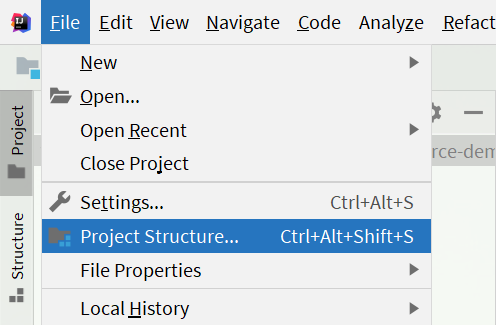 File Edit View Navigate Code Analyze Refact
New
Open...
Open Recent
Close Project
Settings... Ctrl+Alt+S
Project Structure... Ctrl+Alt+Shift+S
File Properties
Local History
Project
Structure
rce-dem